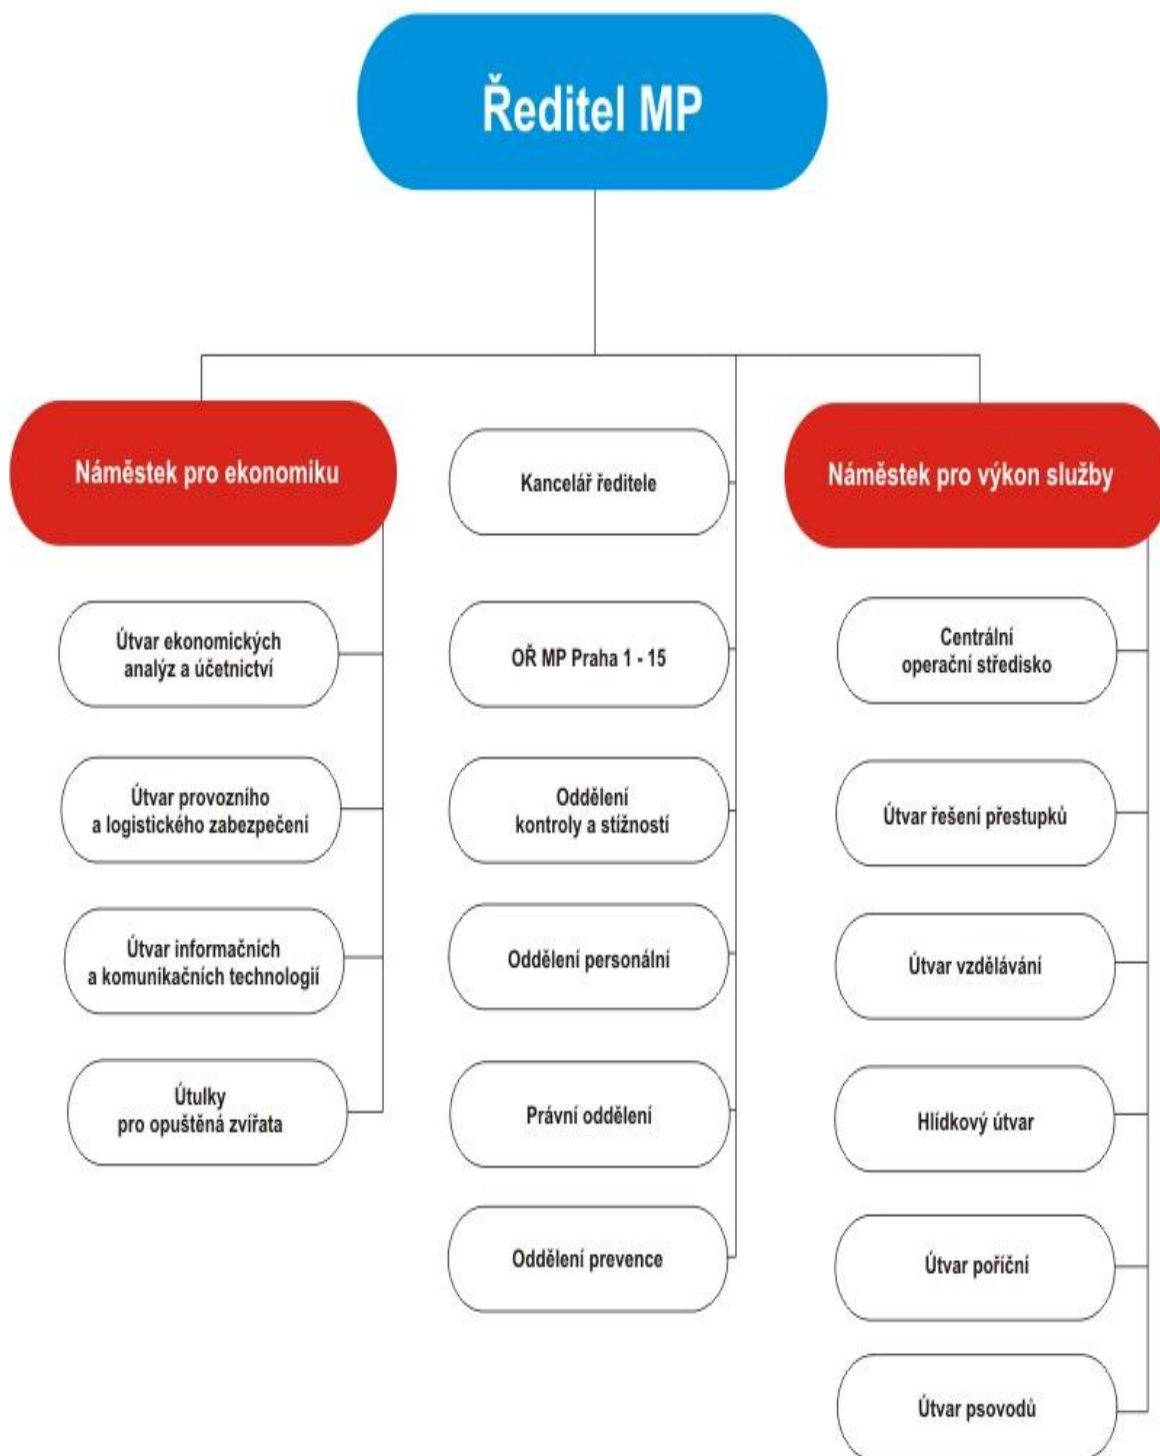 Ředitel MP
Náměstek pro ekonomiku
Útvar ekonomických
analýz a účetnictví
Útvar provozního
a logistického zabezpečení
Útvar informačních
a komunikačních technologií
Útulky
pro opuštěná zvířata
Kancelář ředitele
OŘ MP Praha 1 - 15
Oddělení
kontroly a stížností
Oddělení personální
Právní oddělení
Oddělení prevence
Náměstek pro výkon služby
Centrální
operační středisko
Útvar řešení přestupků
Útvar vzdělávání
Hlídkový útvar
Útvar poříční
Útvar psovodů